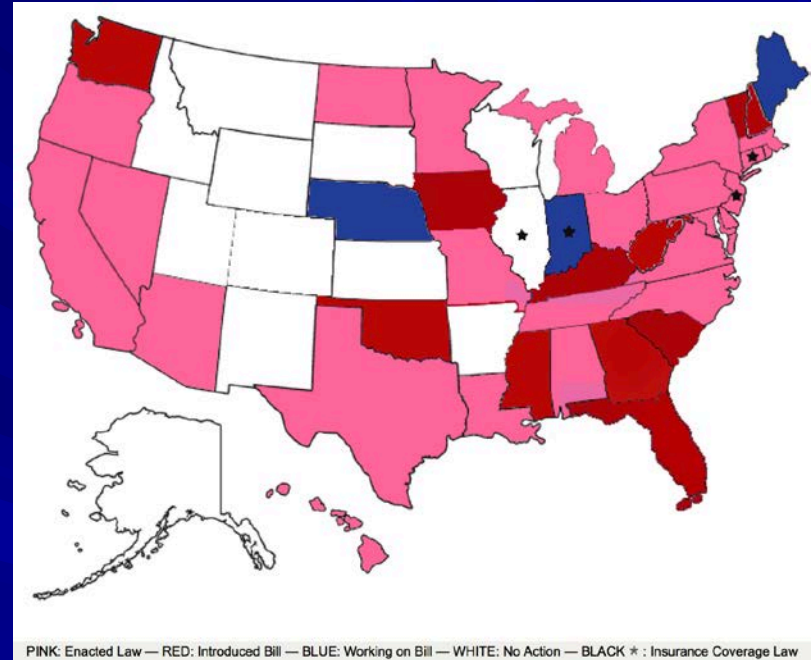 PINK: Enacted Law — RED: Introduced Bill — BLUE: Working on Bill — WHITE: No Action — BLACK ★ : Insurance Coverage Law